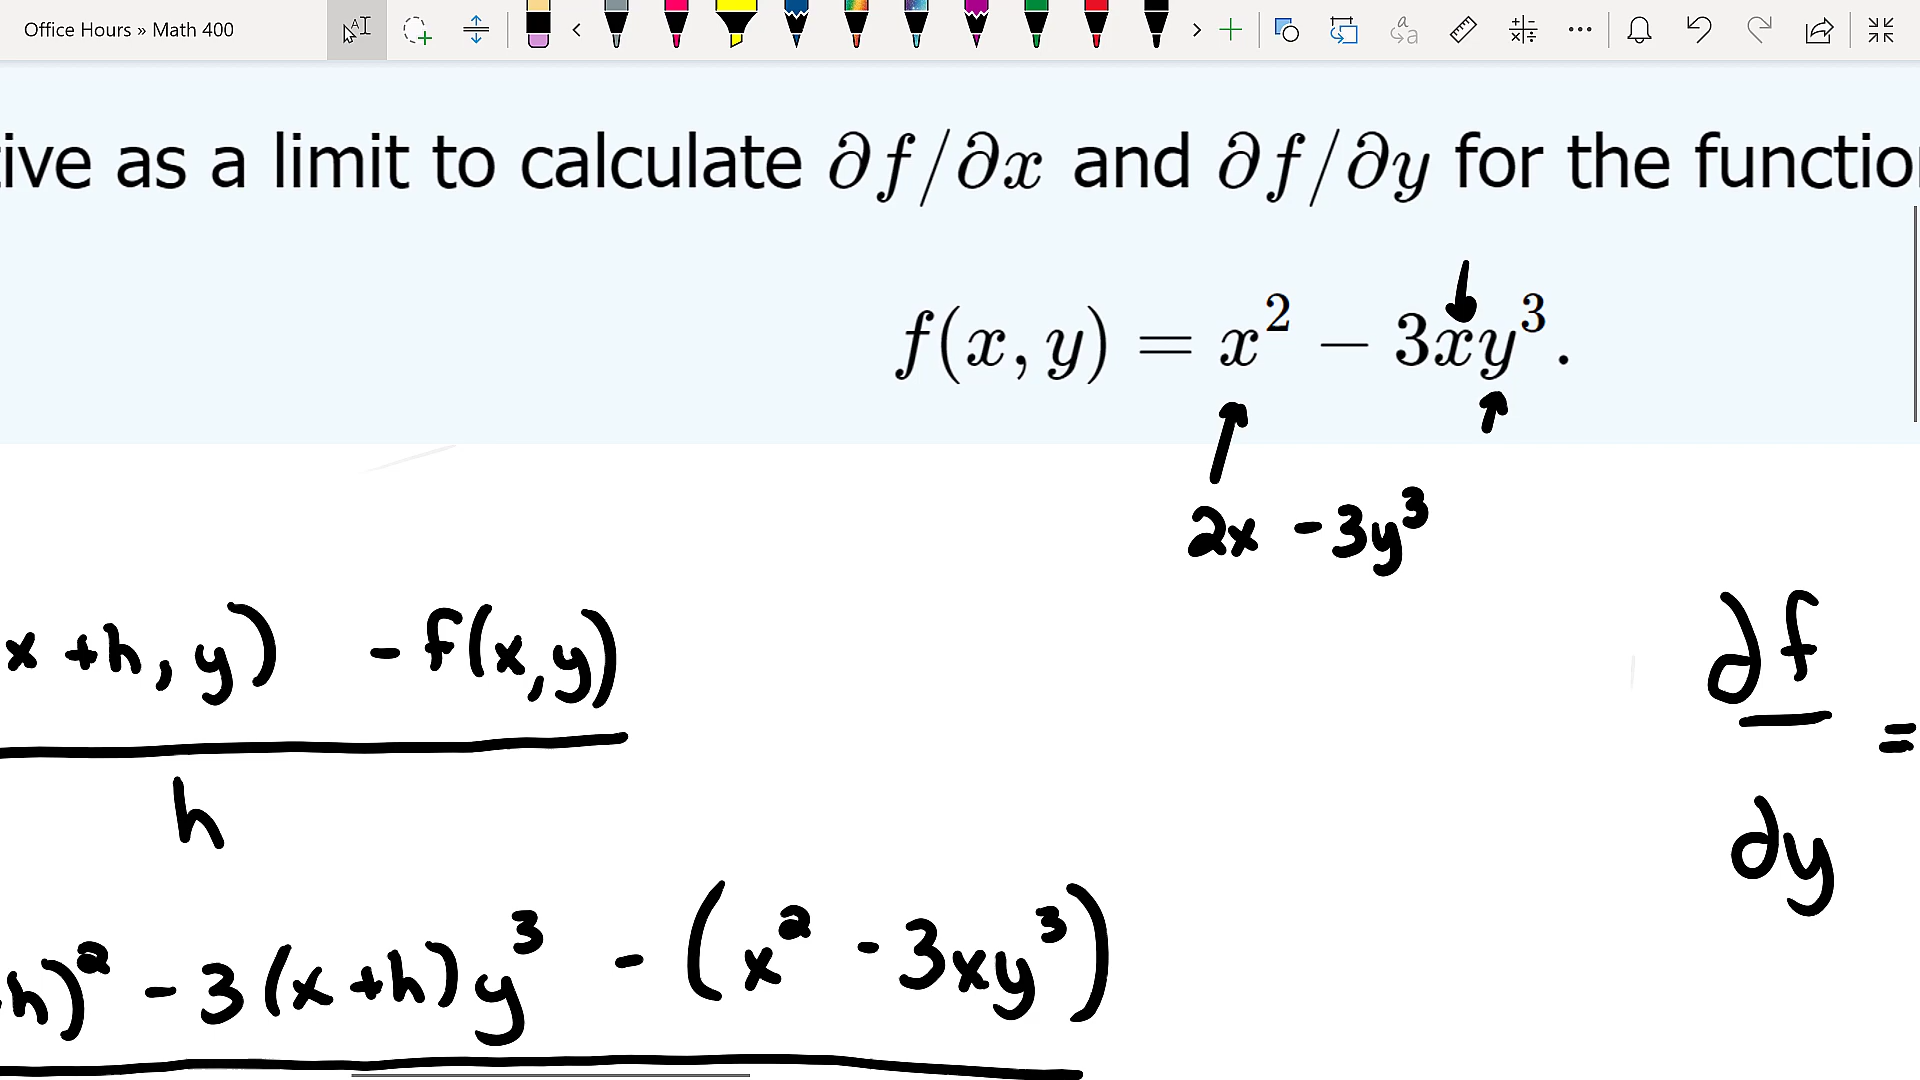 Office Hours » Math 400
ive as a limit to calculate ∂f/∂x and ∂f/∂y for the functio
f(x, y) = x² − 3xy³.
2x - 3y³
x + h, y) - f(x, y)
h
∂f
=
∂y
h)² - 3(x + h)y³ - (x² - 3xy³)